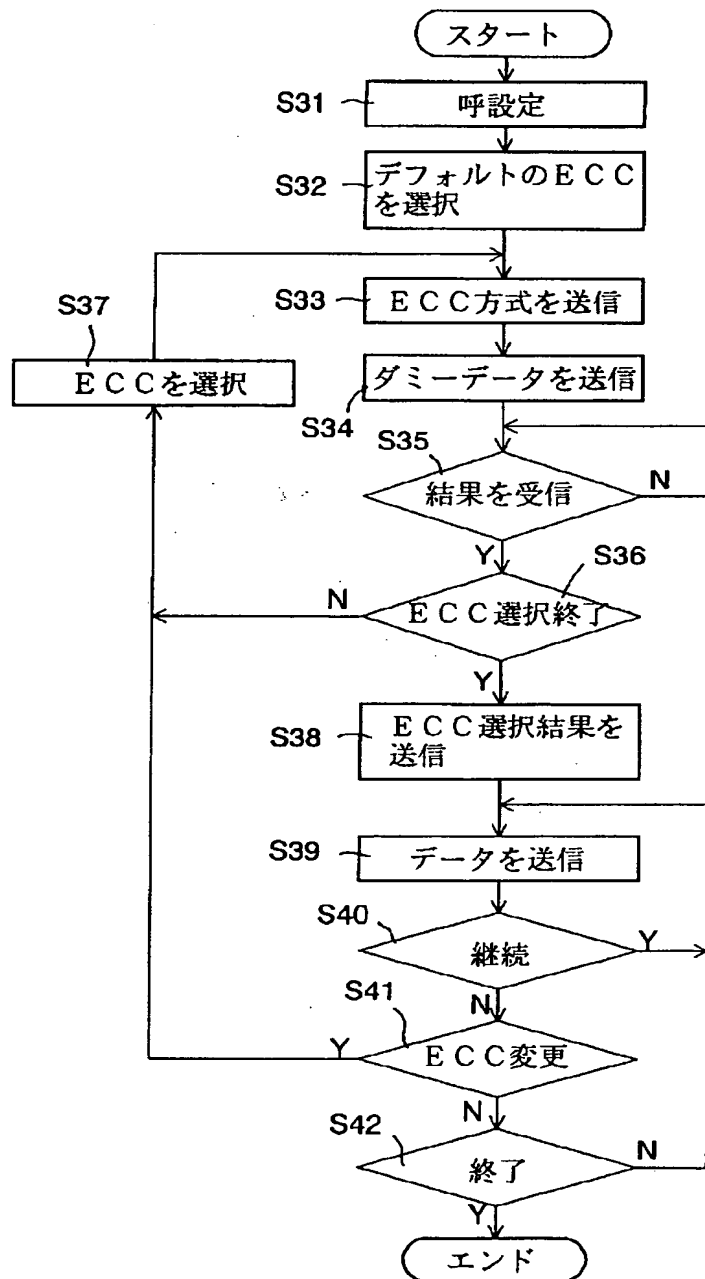 スタート
S31
呼設定
S32
デフォルトのECC
を選択
S33
ECC方式を送信
S37
ECCを選択
S34
ダミーデータを送信
S35
結果を受信
N
Y
S36
ECC選択終了
N
Y
S38
ECC選択結果を
送信
S39
データを送信
S40
継続
Y
N
S41
ECC変更
Y
N
S42
終了
N
Y
エンド